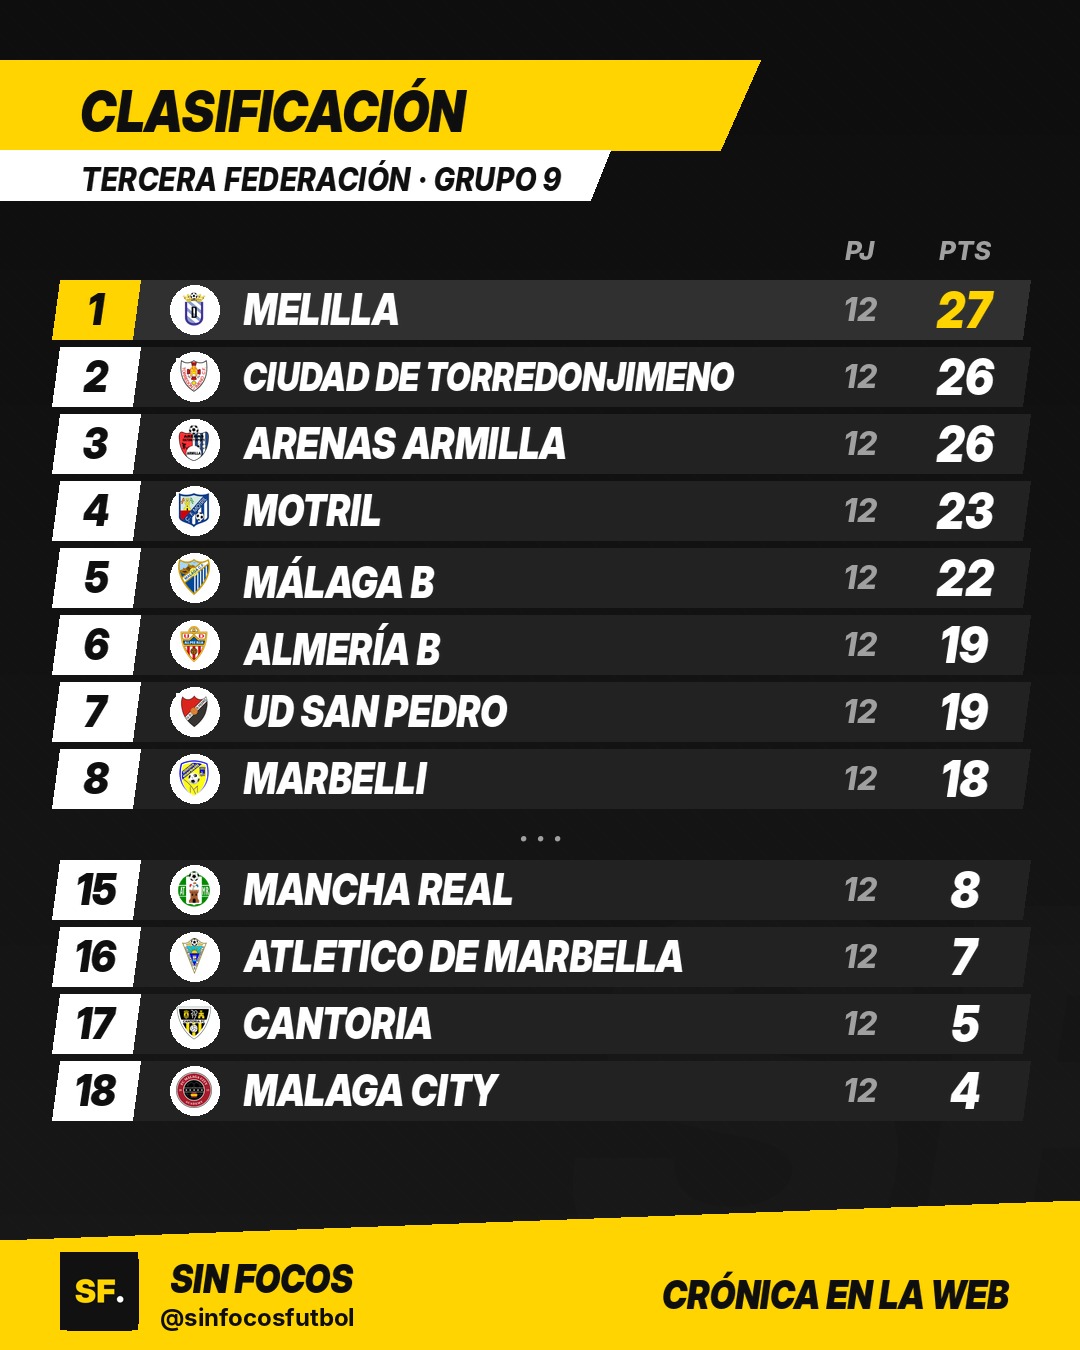 CLASIFICACIÓN
TERCERA FEDERACIÓN · GRUPO 9
PJ PTS
1 MELILLA 12 27
2 CIUDAD DE TORREDONJIMENO 12 26
3 ARENAS ARMILLA 12 26
4 MOTRIL 12 23
5 MÁLAGA B 12 22
6 ALMERÍA B 12 19
7 UD SAN PEDRO 12 19
8 MARBELLI 12 18
...
15 MANCHA REAL 12 8
16 ATLETICO DE MARBELLA 12 7
17 CANTORIA 12 5
18 MALAGA CITY 12 4
SF. SIN FOCOS
@sinfocosfutbol
CRÓNICA EN LA WEB